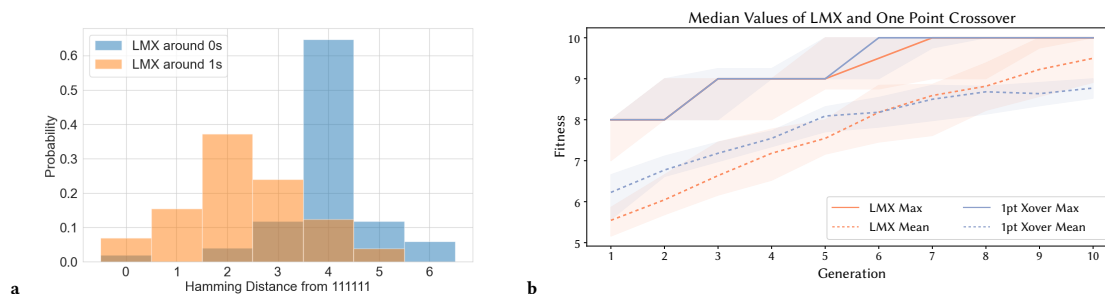 LMX around 0s
LMX around 1s
Probability
0.6
0.5
0.4
0.3
0.2
0.1
0.0
0 1 2 3 4 5 6
Hamming Distance from 111111
a
Median Values of LMX and One Point Crossover
Fitness
10
9
8
7
6
5
LMX Max 1pt Xover Max
LMX Mean 1pt Xover Mean
1 2 3 4 5 6 7 8 9 10
Generation
b